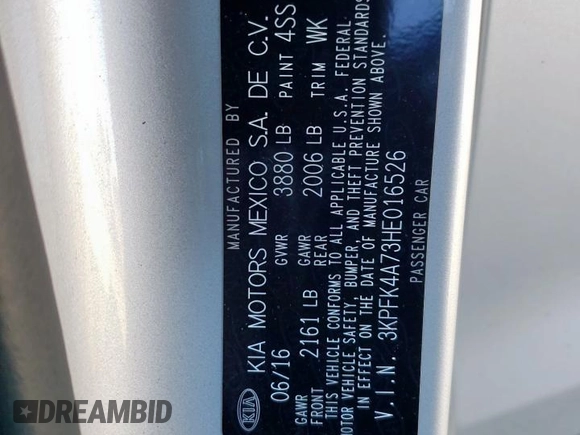 MANUFACTURED BY
KIA KIA MOTORS MEXICO S.A. DE C.V.
06/16 GVWR 3880 LB PAINT 4SS
GAWR FRONT 2161 LB GAWR REAR 2006 LB TRIM WK
THIS VEHICLE CONFORMS TO ALL APPLICABLE U.S.A. FEDERAL
MOTOR VEHICLE SAFETY, BUMPER, AND THEFT PREVENTION STANDARDS
IN EFFECT ON THE DATE OF MANUFACTURE SHOWN ABOVE.
V.I.N. 3KPFK4A73HE016526
PASSENGER CAR
DREAMBID